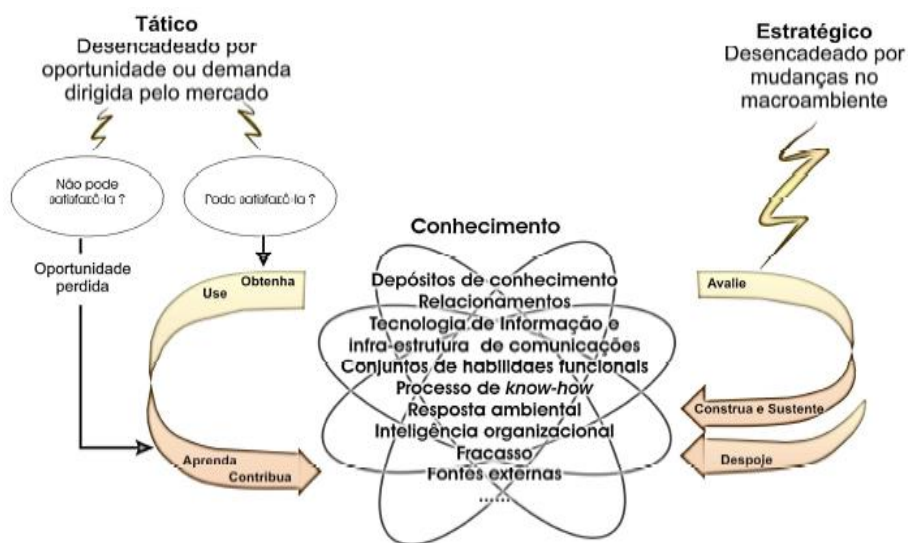 Tático
Desencadeado por
oportunidade ou demanda
dirigida pelo mercado
Estratégico
Desencadeado por
mudanças no
macroambiente
Não pode
satisfazê-la ?
Pode satisfazê-la ?
Oportunidade
perdida
Obtenha
Use
Aprenda
Contribua
Conhecimento
Depósitos de conhecimento
Relacionamentos
Tecnologia de Informação e
infra-estrutura de comunicações
Conjuntos de habilidaes funcionais
Processo de know-how
Resposta ambiental
Inteligência organizacional
Fracasso
Fontes externas
......
Avalie
Construa e Sustente
Despoje